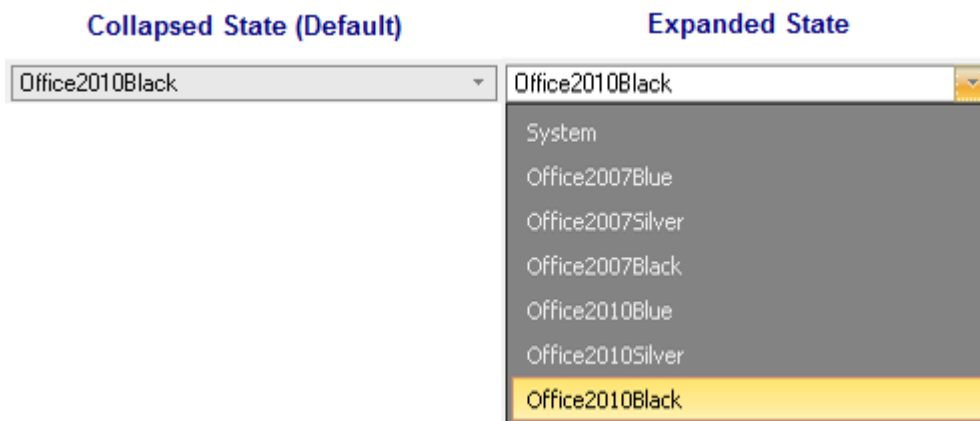 Collapsed State (Default)
Expanded State
Office2010Black
Office2010Black
System
Office2007Blue
Office2007Silver
Office2007Black
Office2010Blue
Office2010Silver
Office2010Black